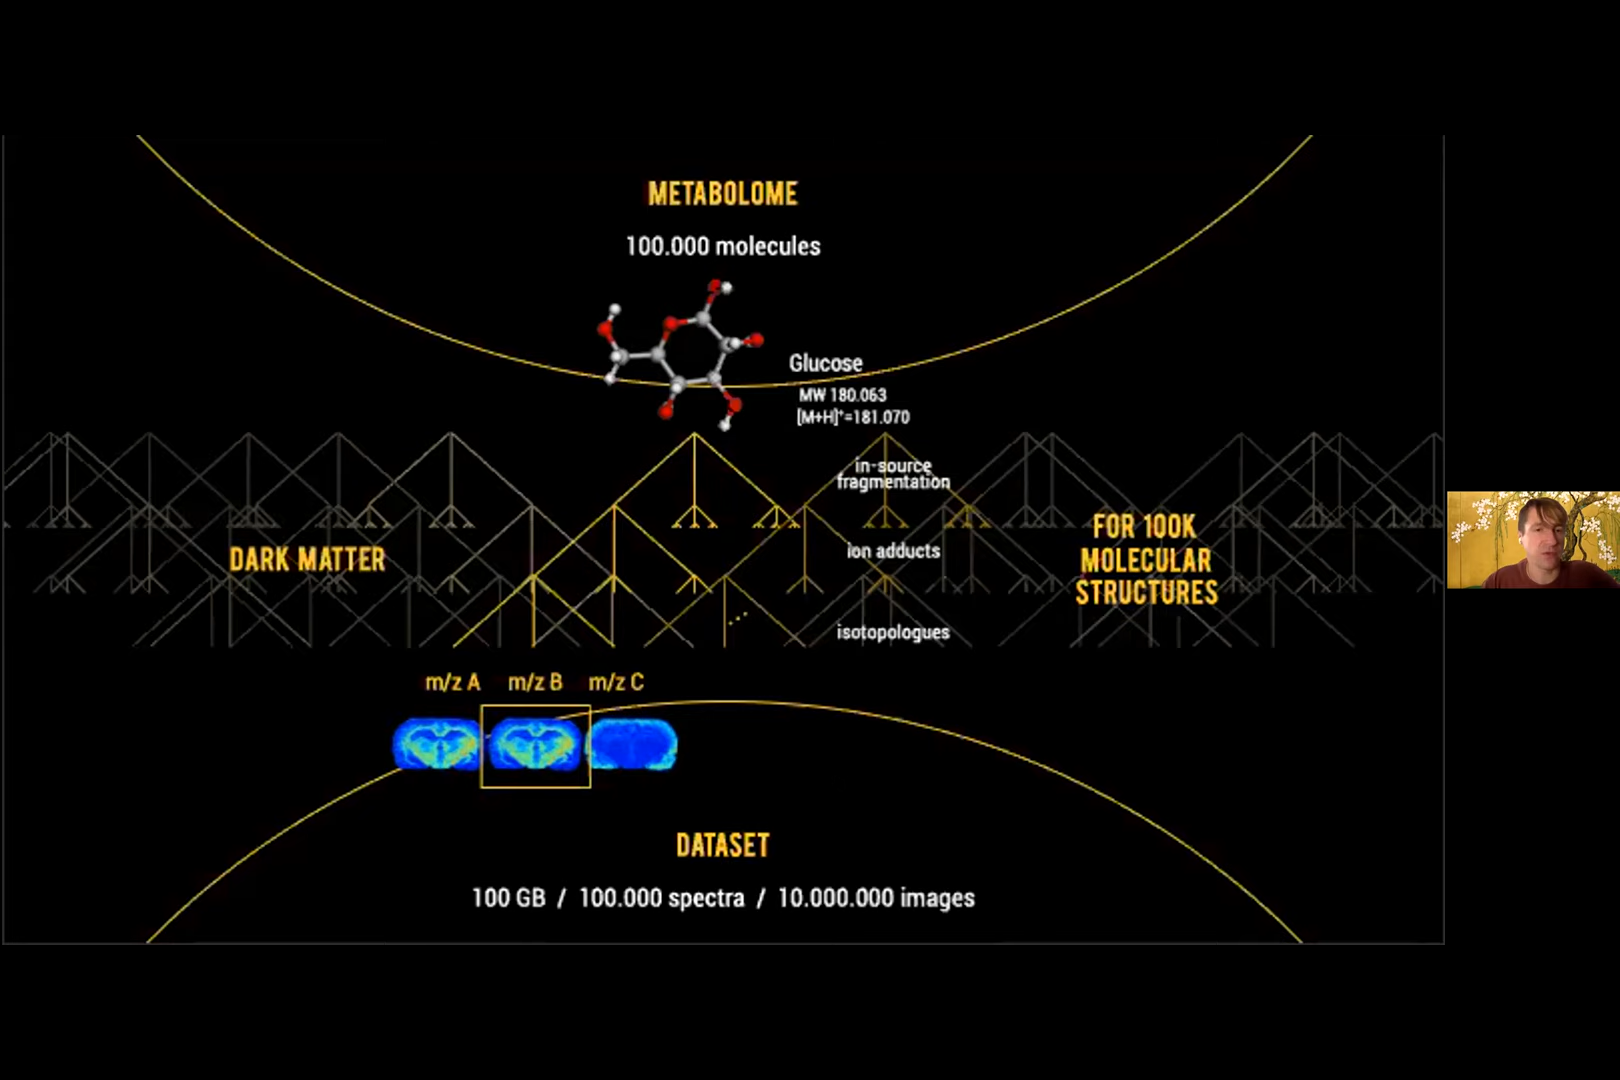 METABOLOME
100.000 molecules
Glucose
MW 180.063
[M+H]⁺=181.070
in-source
fragmentation
ion adducts
isotopologues
DARK MATTER
FOR 100K
MOLECULAR
STRUCTURES
m/z A m/z B m/z C
DATASET
100 GB / 100.000 spectra / 10.000.000 images